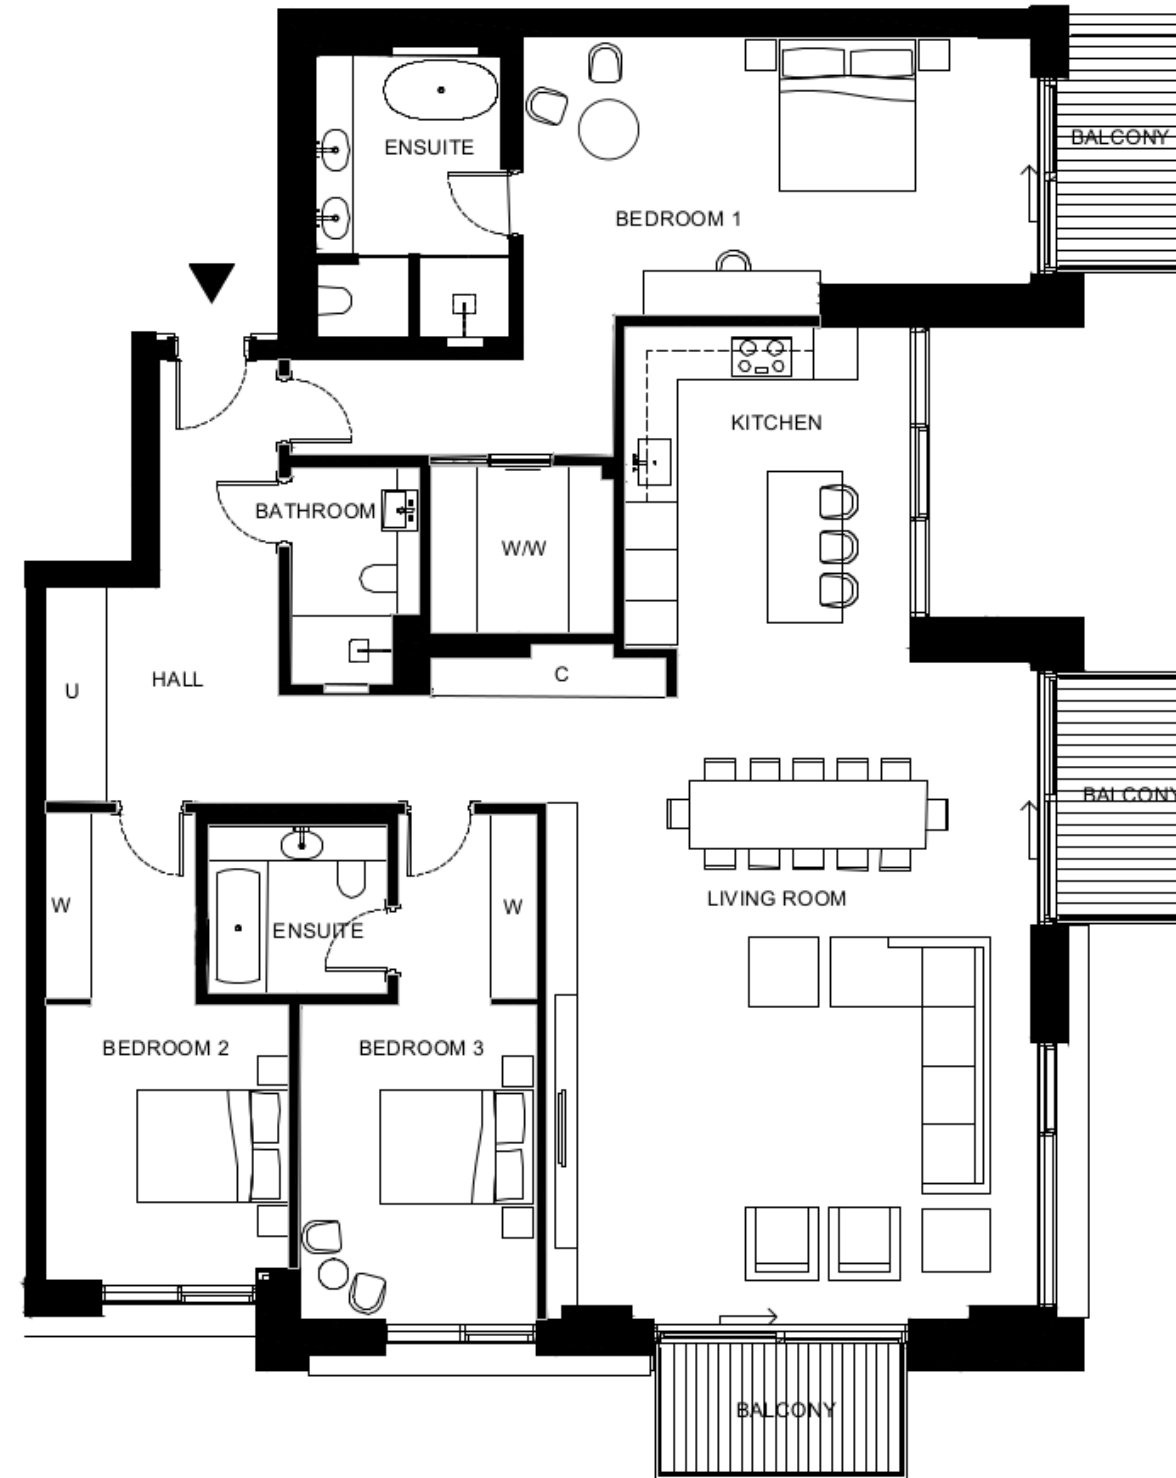 BALCONY
ENSUITE
BEDROOM 1
KITCHEN
BATHROOM
W/W
C
HALL
U
BALCONY
LIVING ROOM
W
W
ENSUITE
BEDROOM 2
BEDROOM 3
BALCONY